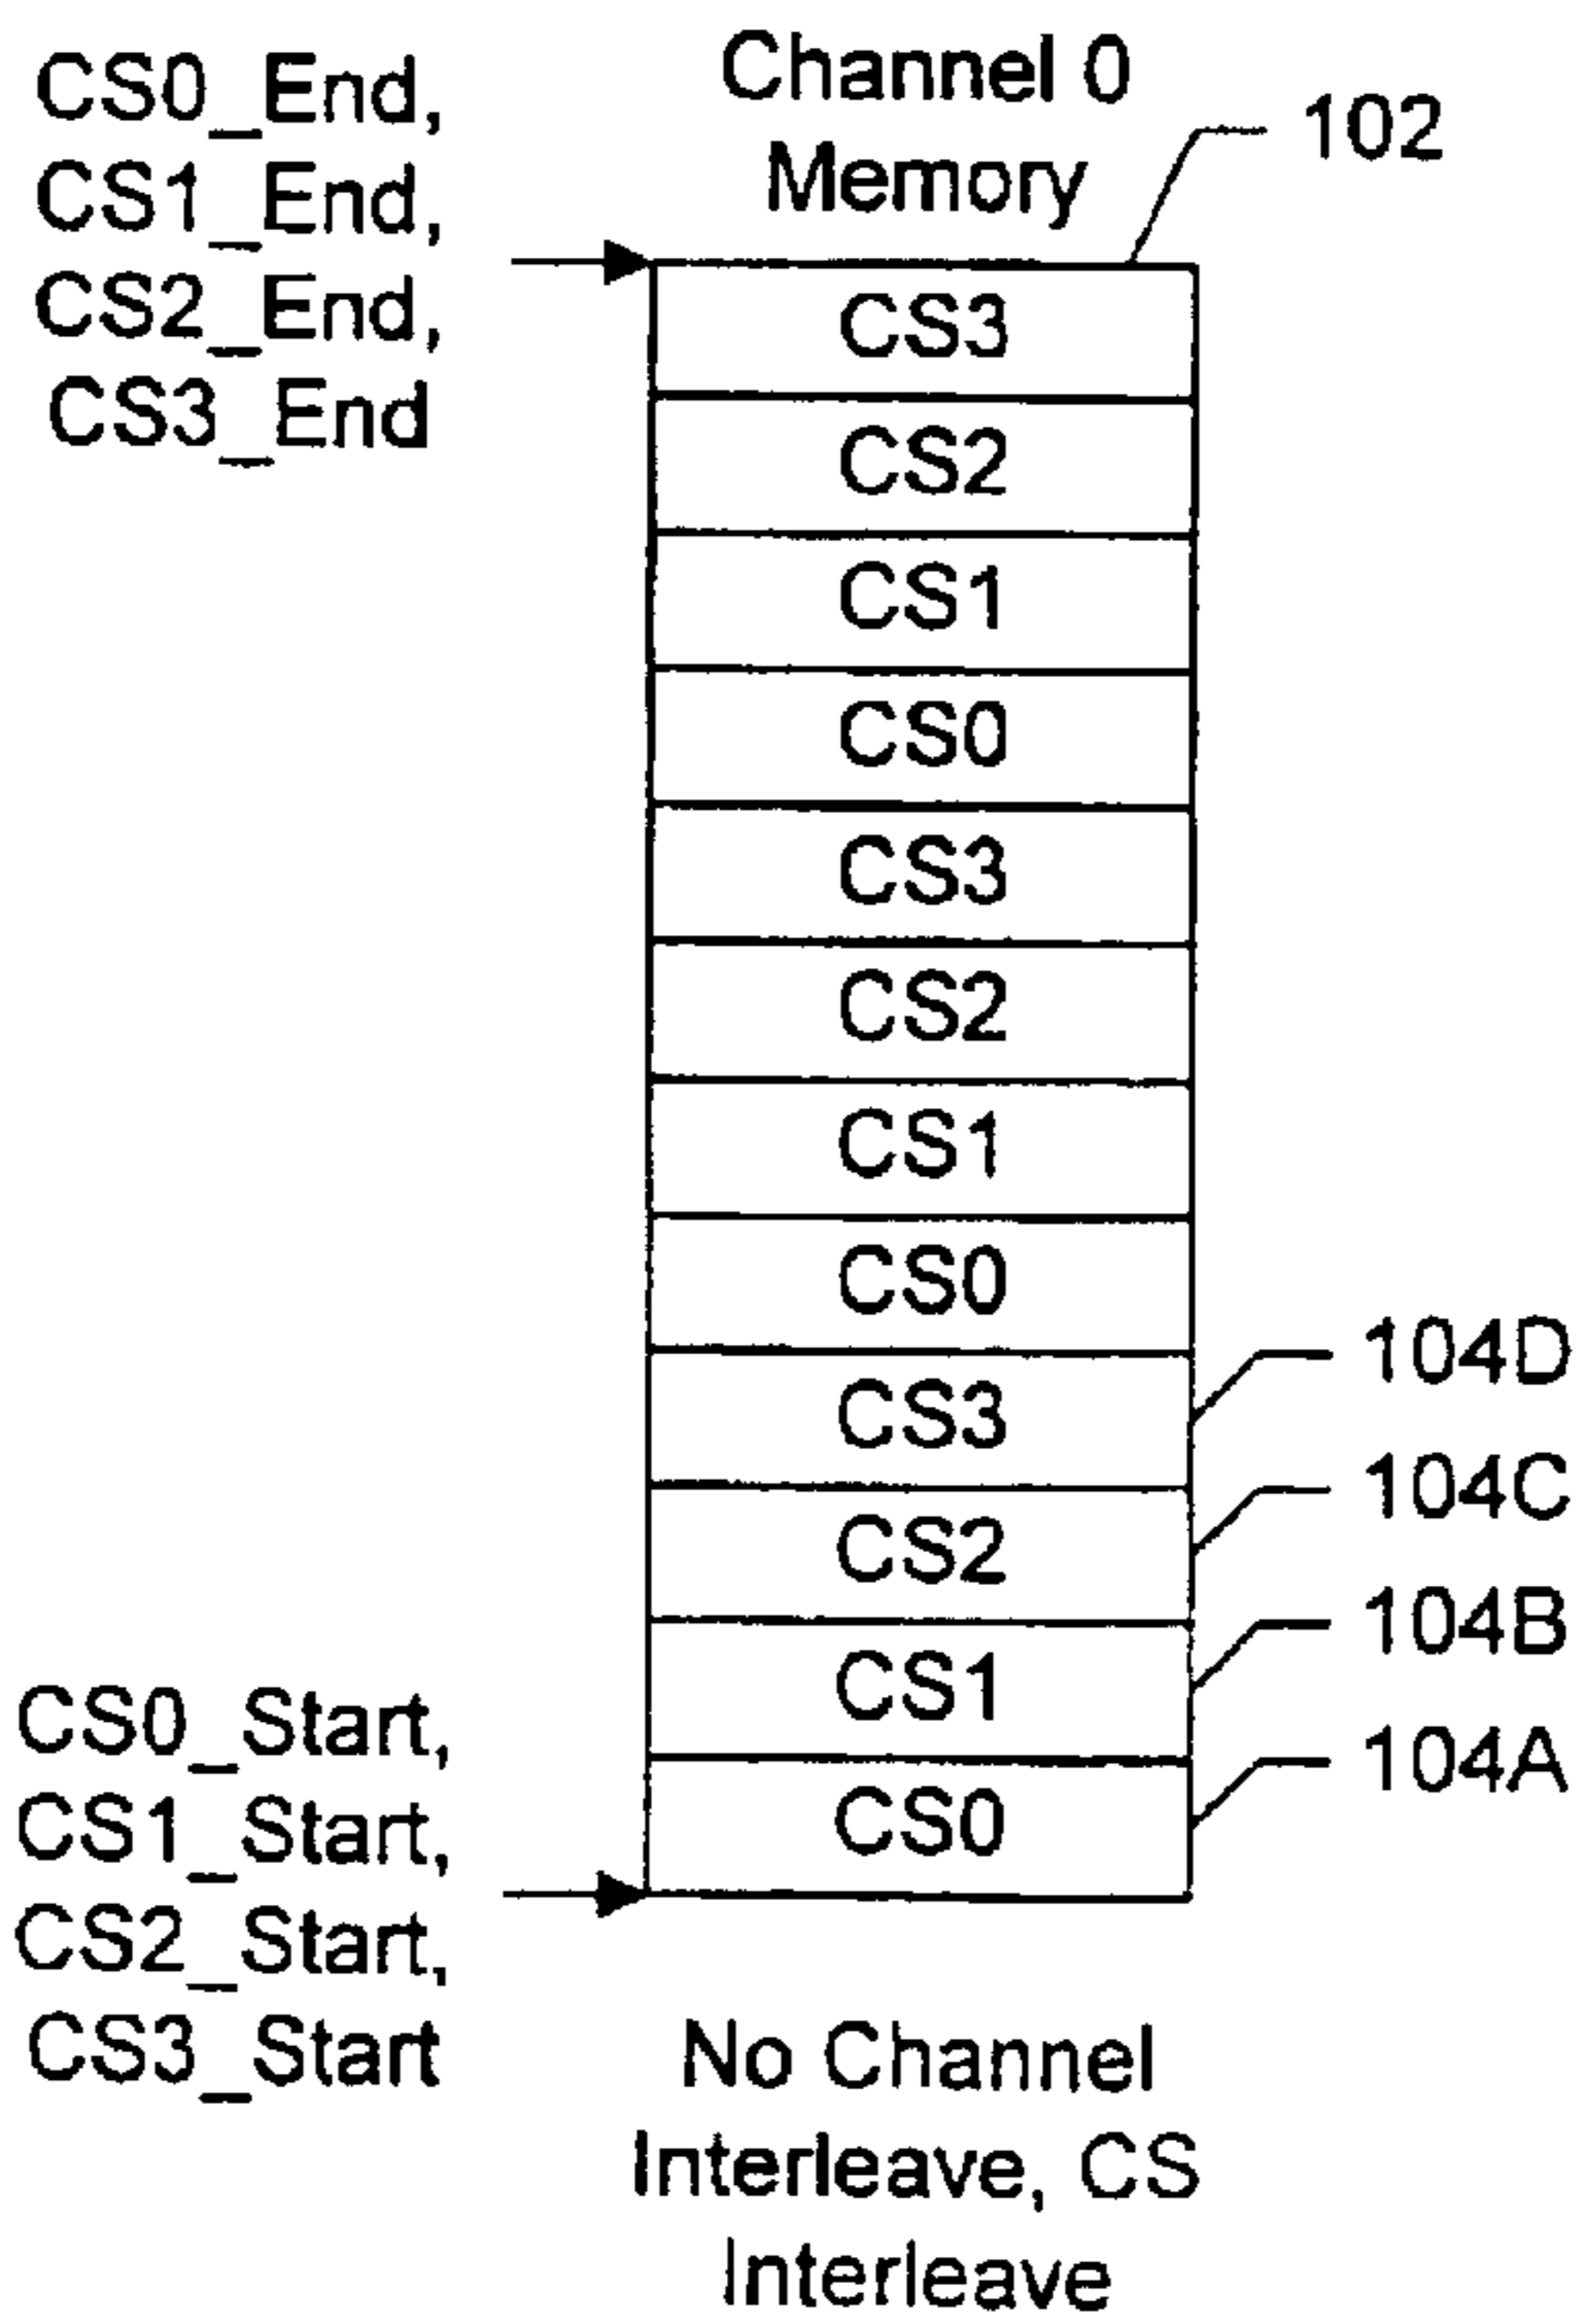 CS0_End,
CS1_End,
CS2_End,
CS3_End
Channel 0
Memory
102
CS3
CS2
CS1
CS0
CS3
CS2
CS1
CS0
CS3
104D
CS2
104C
CS1
104B
CS0
104A
CS0_Start,
CS1_Start,
CS2_Start,
CS3_Start
No Channel
Interleave, CS
Interleave